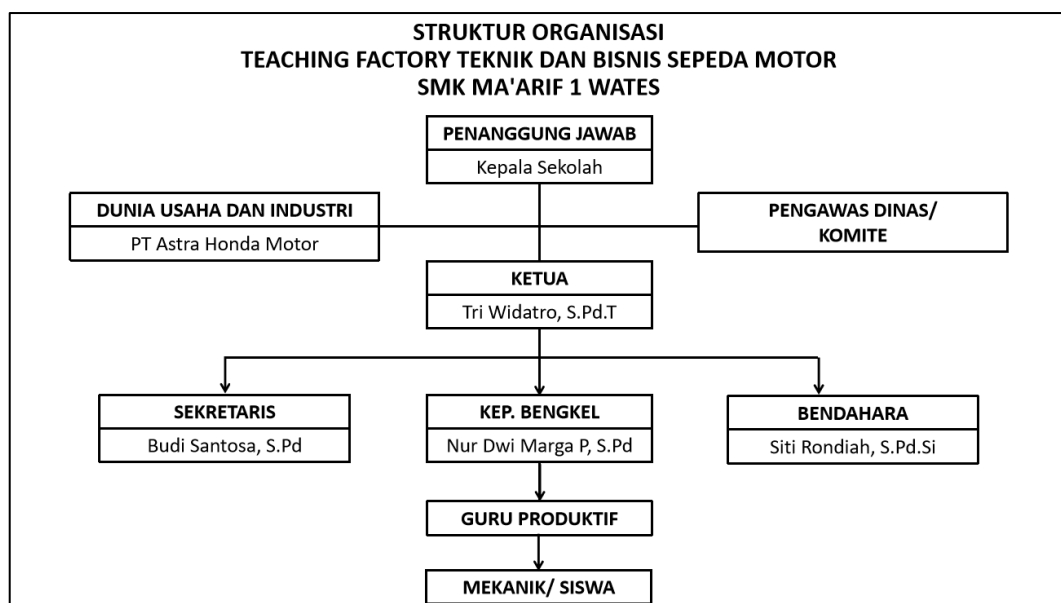 STRUKTUR ORGANISASI
TEACHING FACTORY TEKNIK DAN BISNIS SEPEDA MOTOR
SMK MA'ARIF 1 WATES
PENANGGUNG JAWAB
Kepala Sekolah
DUNIA USAHA DAN INDUSTRI
PT Astra Honda Motor
PENGAWAS DINAS/
KOMITE
KETUA
Tri Widatro, S.Pd.T
SEKRETARIS
Budi Santosa, S.Pd
KEP. BENGKEL
Nur Dwi Marga P, S.Pd
BENDAHARA
Siti Rondiah, S.Pd.Si
GURU PRODUKTIF
MEKANIK/ SISWA